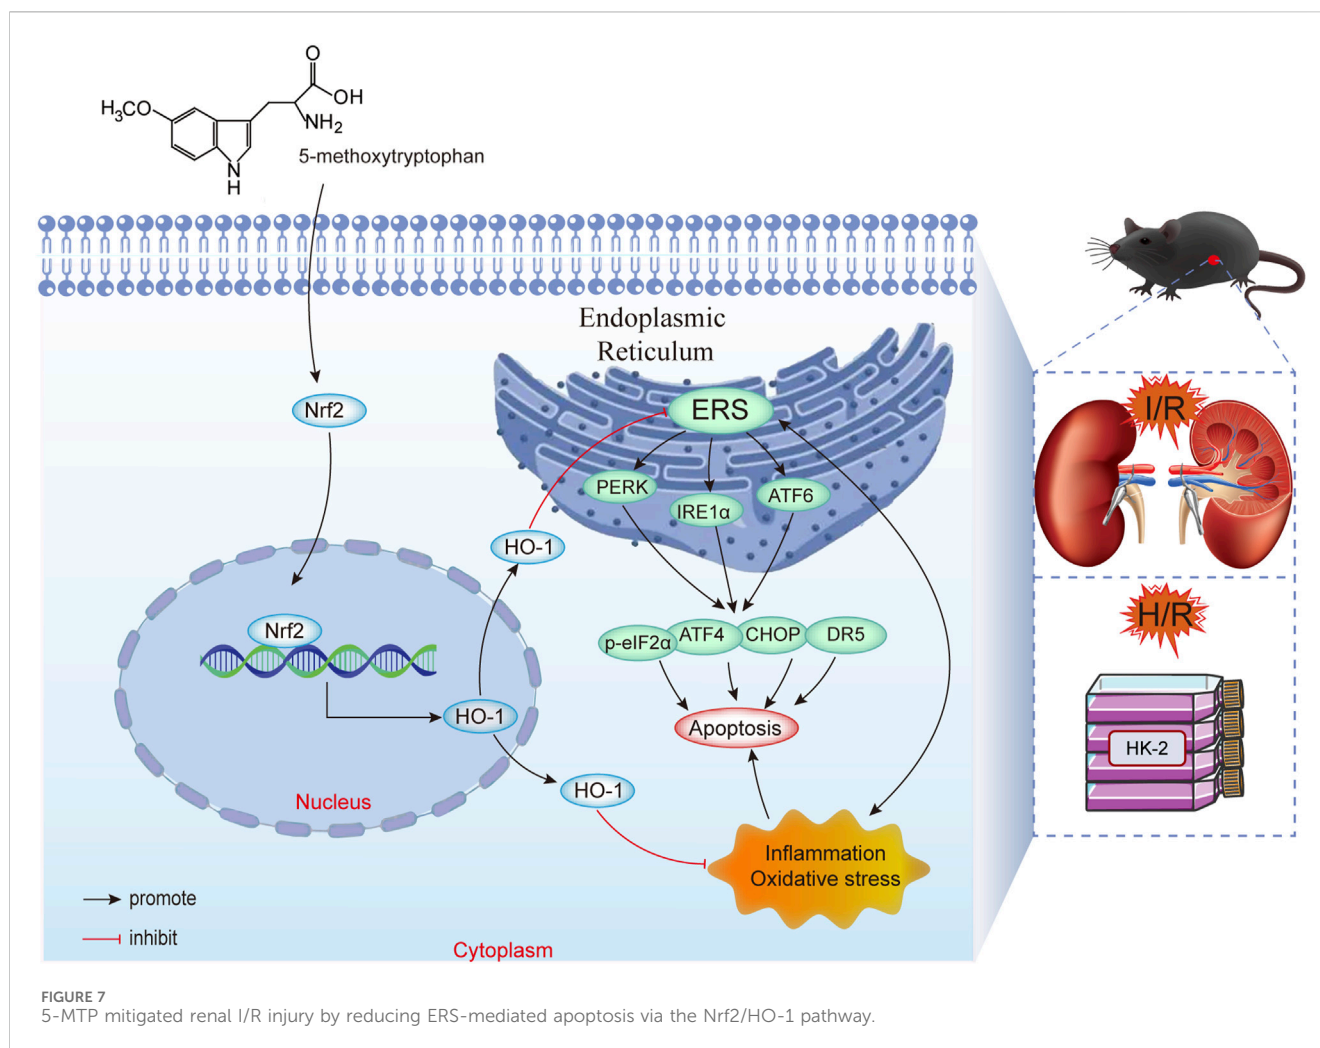 O
H₃CO
OH
NH₂
N
H
5-methoxytryptophan
Endoplasmic
Reticulum
Nrf2
ERS
PERK
IRE1α
ATF6
HO-1
Nrf2
p-eIF2α
ATF4
CHOP
DR5
HO-1
Apoptosis
Nucleus
HO-1
Inflammation
Oxidative stress
promote
inhibit
Cytoplasm
I/R
H/R
HK-2
FIGURE 7
5-MTP mitigated renal I/R injury by reducing ERS-mediated apoptosis via the Nrf2/HO-1 pathway.